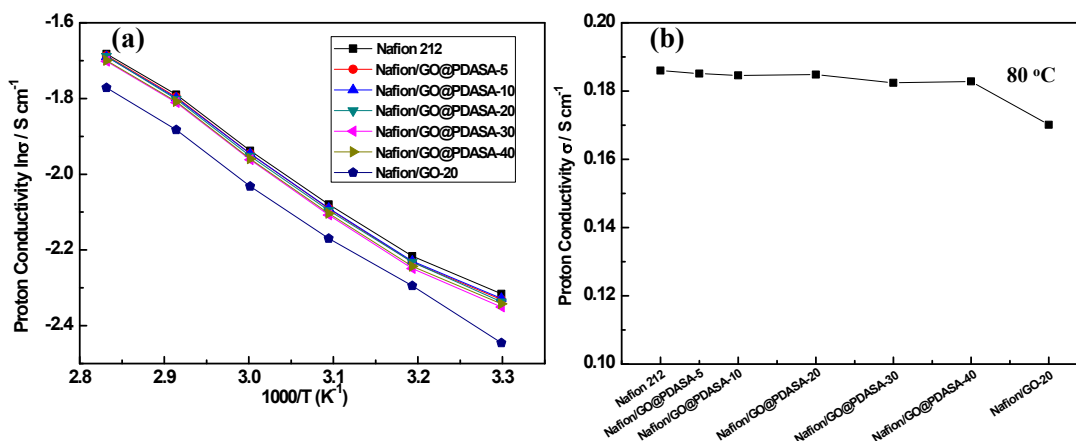 (a)
Nafion 212
Nafion/GO@PDASA-5
Nafion/GO@PDASA-10
Nafion/GO@PDASA-20
Nafion/GO@PDASA-30
Nafion/GO@PDASA-40
Nafion/GO-20
Proton Conductivity lnσ / S cm⁻¹
-1.6
-1.8
-2.0
-2.2
-2.4
2.8 2.9 3.0 3.1 3.2 3.3
1000/T (K⁻¹)
(b)
80 °C
Proton Conductivity σ / S cm⁻¹
0.20
0.18
0.16
0.14
0.12
0.10
Nafion 212
Nafion/GO@PDASA-5
Nafion/GO@PDASA-10
Nafion/GO@PDASA-20
Nafion/GO@PDASA-30
Nafion/GO@PDASA-40
Nafion/GO-20